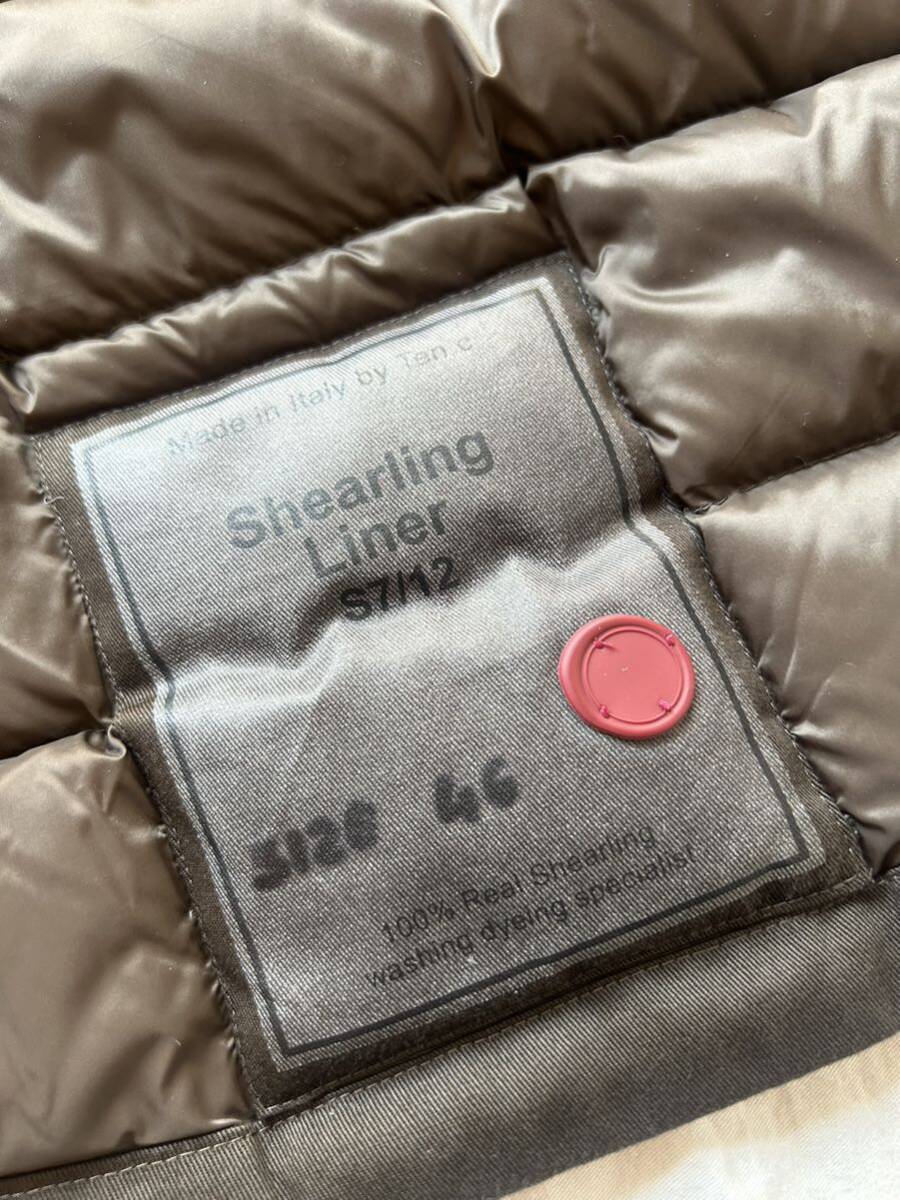 Made in Italy by Ten c
Shearling
Liner
S7/12
SIZE 46
100% Real Shearling
washing dyeing specialist